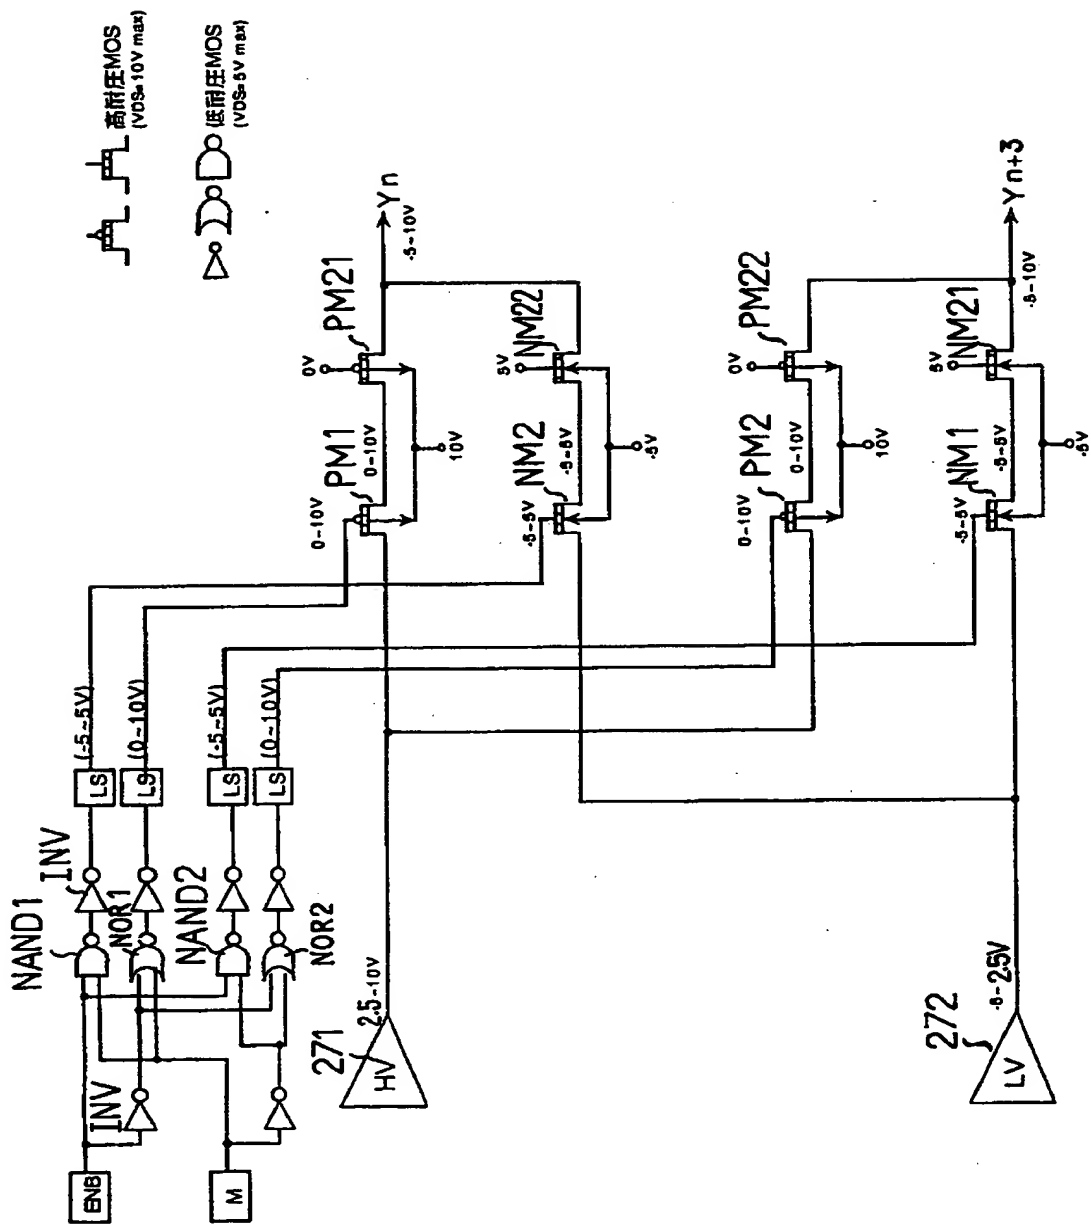 高耐圧MOS
(VDS=10V max)
低耐圧MOS
(VDS=5V max)
ENB
M
INV
NAND1
INV
NOR1
NAND2
NOR2
LS
LS
LS
LS
(-5~5V)
(0~10V)
(-5~5V)
(0~10V)
271
HV
2.5-10V
272
LV
-5-2.5V
0-10V
PM1
0-10V
0V
PM21
10V
Yn
-5-10V
-5-5V
NM2
-5-5V
5V
NM22
-5V
0-10V
PM2
0-10V
0V
PM22
10V
Yn+3
-5-10V
-5-5V
NM1
-5-5V
5V
NM21
-5V